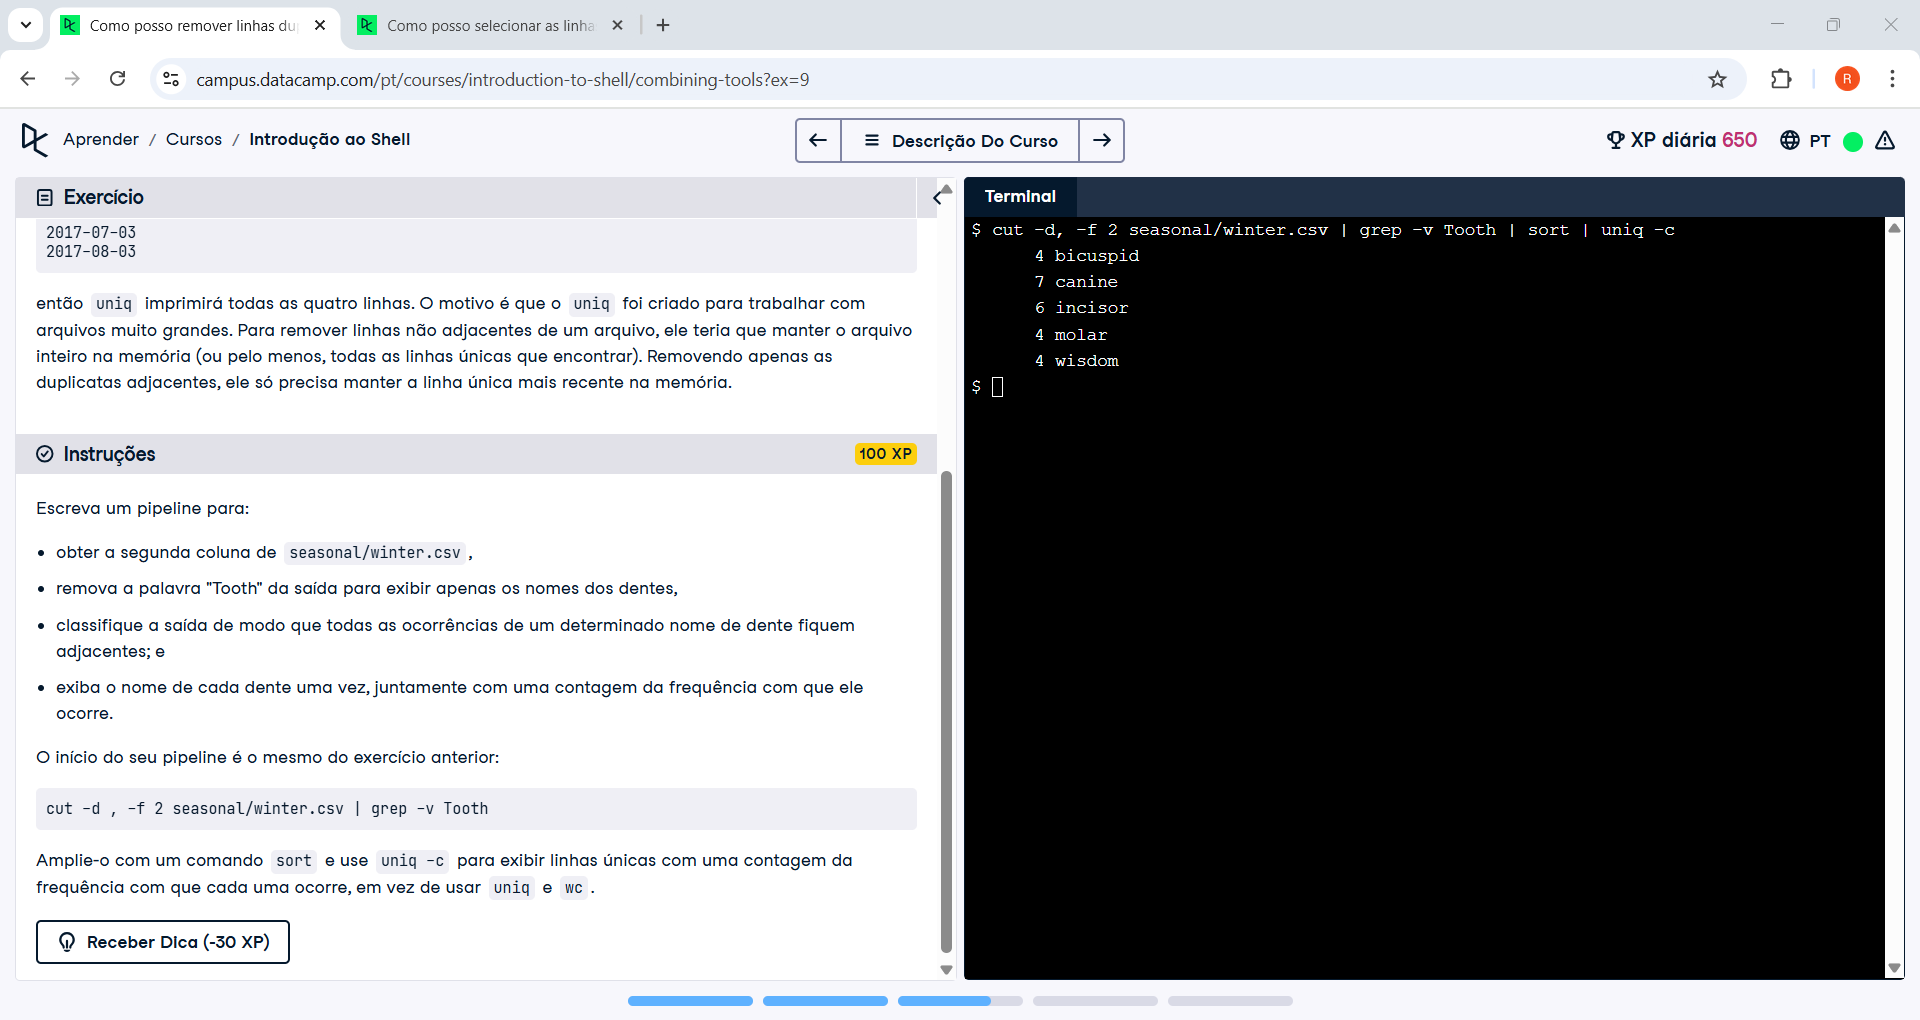 Como posso remover linhas du
Como posso selecionar as linha
campus.datacamp.com/pt/courses/introduction-to-shell/combining-tools?ex=9
R
Aprender / Cursos / Introdução ao Shell
Descrição Do Curso
XP diária 650
PT
Exercício
2017-07-03
2017-08-03
então uniq imprimirá todas as quatro linhas. O motivo é que o uniq foi criado para trabalhar com
arquivos muito grandes. Para remover linhas não adjacentes de um arquivo, ele teria que manter o arquivo
inteiro na memória (ou pelo menos, todas as linhas únicas que encontrar). Removendo apenas as
duplicatas adjacentes, ele só precisa manter a linha única mais recente na memória.
Instruções
100 XP
Escreva um pipeline para:
• obter a segunda coluna de seasonal/winter.csv,
• remova a palavra "Tooth" da saída para exibir apenas os nomes dos dentes,
• classifique a saída de modo que todas as ocorrências de um determinado nome de dente fiquem
adjacentes; e
• exiba o nome de cada dente uma vez, juntamente com uma contagem da frequência com que ele
ocorre.
O início do seu pipeline é o mesmo do exercício anterior:
cut -d , -f 2 seasonal/winter.csv | grep -v Tooth
Amplie-o com um comando sort e use uniq -c para exibir linhas únicas com uma contagem da
frequência com que cada uma ocorre, em vez de usar uniq e wc.
Receber Dica (-30 XP)
Terminal
$ cut -d, -f 2 seasonal/winter.csv | grep -v Tooth | sort | uniq -c
4 bicuspid
7 canine
6 incisor
4 molar
4 wisdom
$